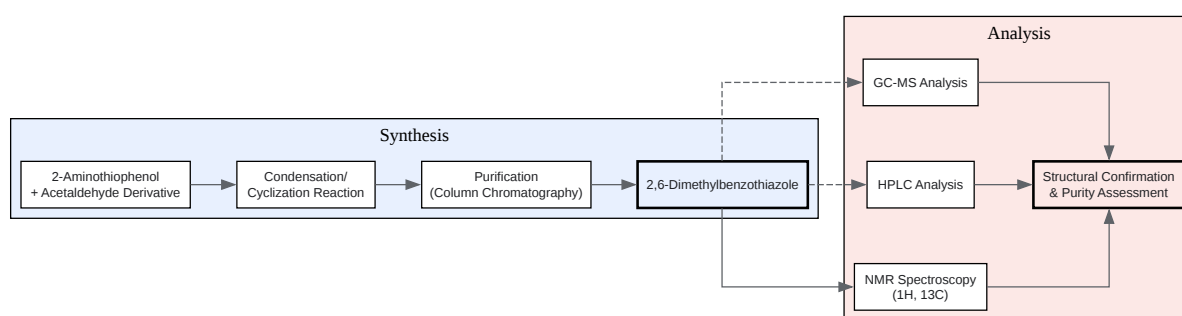 Analysis
GC-MS Analysis
Synthesis
2-Aminothiophenol
+ Acetaldehyde Derivative
Condensation/
Cyclization Reaction
Purification
(Column Chromatography)
2,6-Dimethylbenzothiazole
HPLC Analysis
Structural Confirmation
& Purity Assessment
NMR Spectroscopy
(1H, 13C)